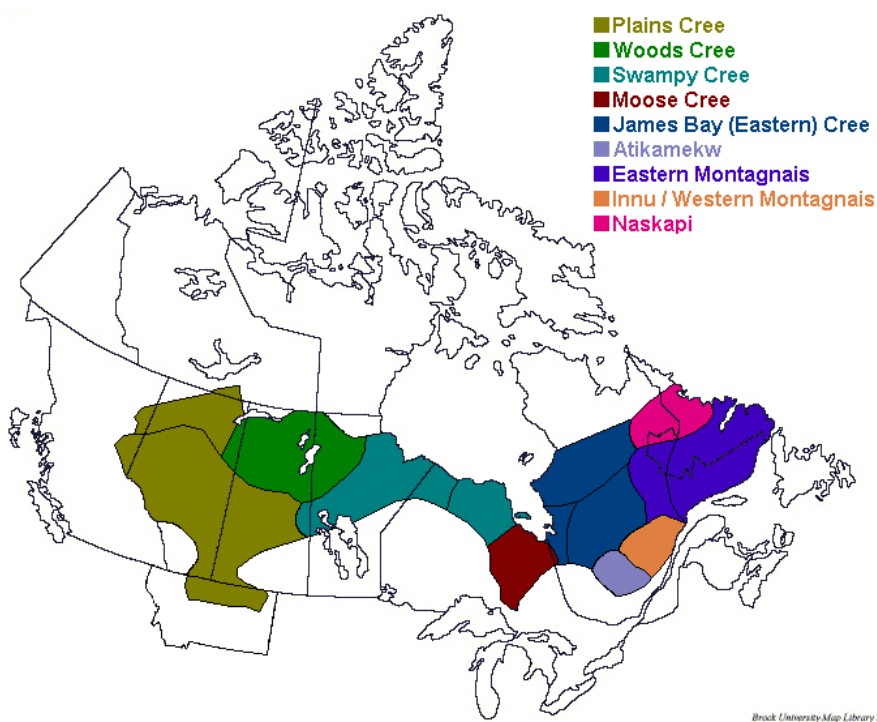 Plains Cree
Woods Cree
Swampy Cree
Moose Cree
James Bay (Eastern) Cree
Atikamekw
Eastern Montagnais
Innu / Western Montagnais
Naskapi
Brock University Map Library